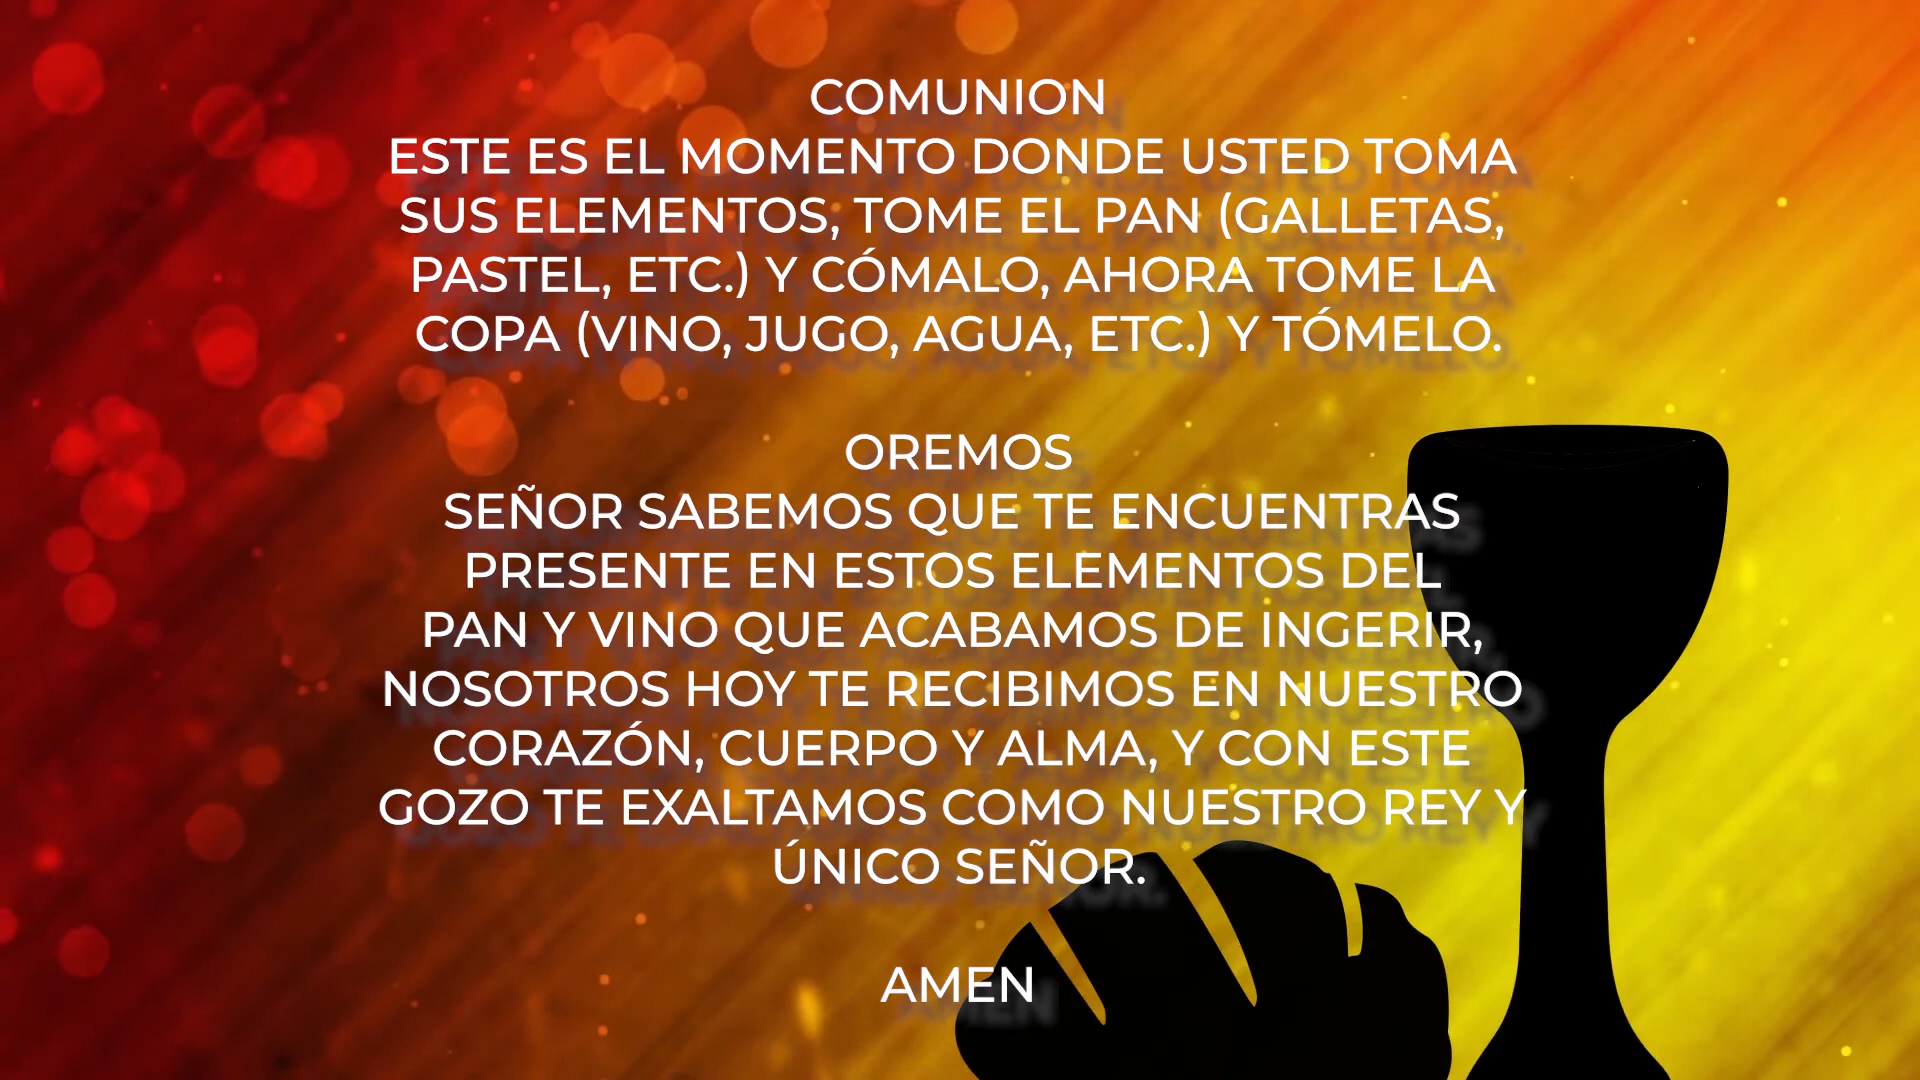 COMUNION
ESTE ES EL MOMENTO DONDE USTED TOMA
SUS ELEMENTOS, TOME EL PAN (GALLETAS,
PASTEL, ETC.) Y CÓMALO, AHORA TOME LA
COPA (VINO, JUGO, AGUA, ETC.) Y TÓMELO.
OREMOS
SEÑOR SABEMOS QUE TE ENCUENTRAS
PRESENTE EN ESTOS ELEMENTOS DEL
PAN Y VINO QUE ACABAMOS DE INGERIR,
NOSOTROS HOY TE RECIBIMOS EN NUESTRO
CORAZÓN, CUERPO Y ALMA, Y CON ESTE
GOZO TE EXALTAMOS COMO NUESTRO REY Y
ÚNICO SEÑOR.
AMEN